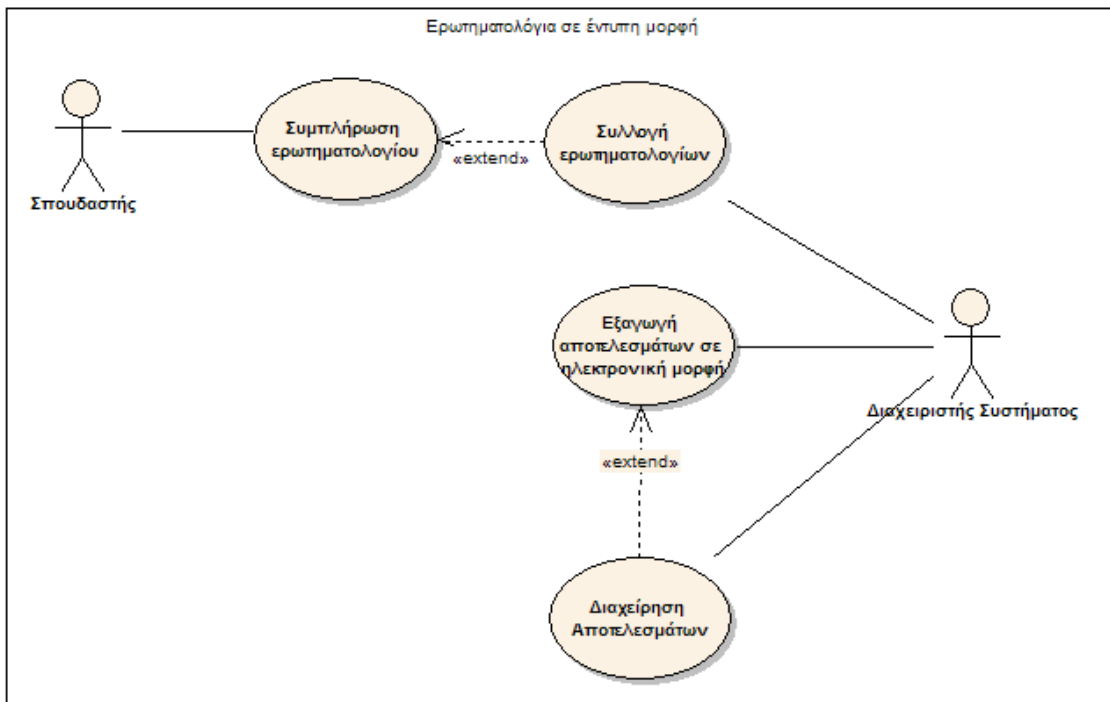 Ερωτηματολόγια σε έντυπη μορφή
Συμπλήρωση
ερωτηματολογίου
«extend»
Συλλογή
ερωτηματολογίων
Σπουδαστής
Εξαγωγή
αποτελεσμάτων σε
ηλεκτρονική μορφή
Διαχειριστής Συστήματος
«extend»
Διαχείρηση
Αποτελεσμάτων